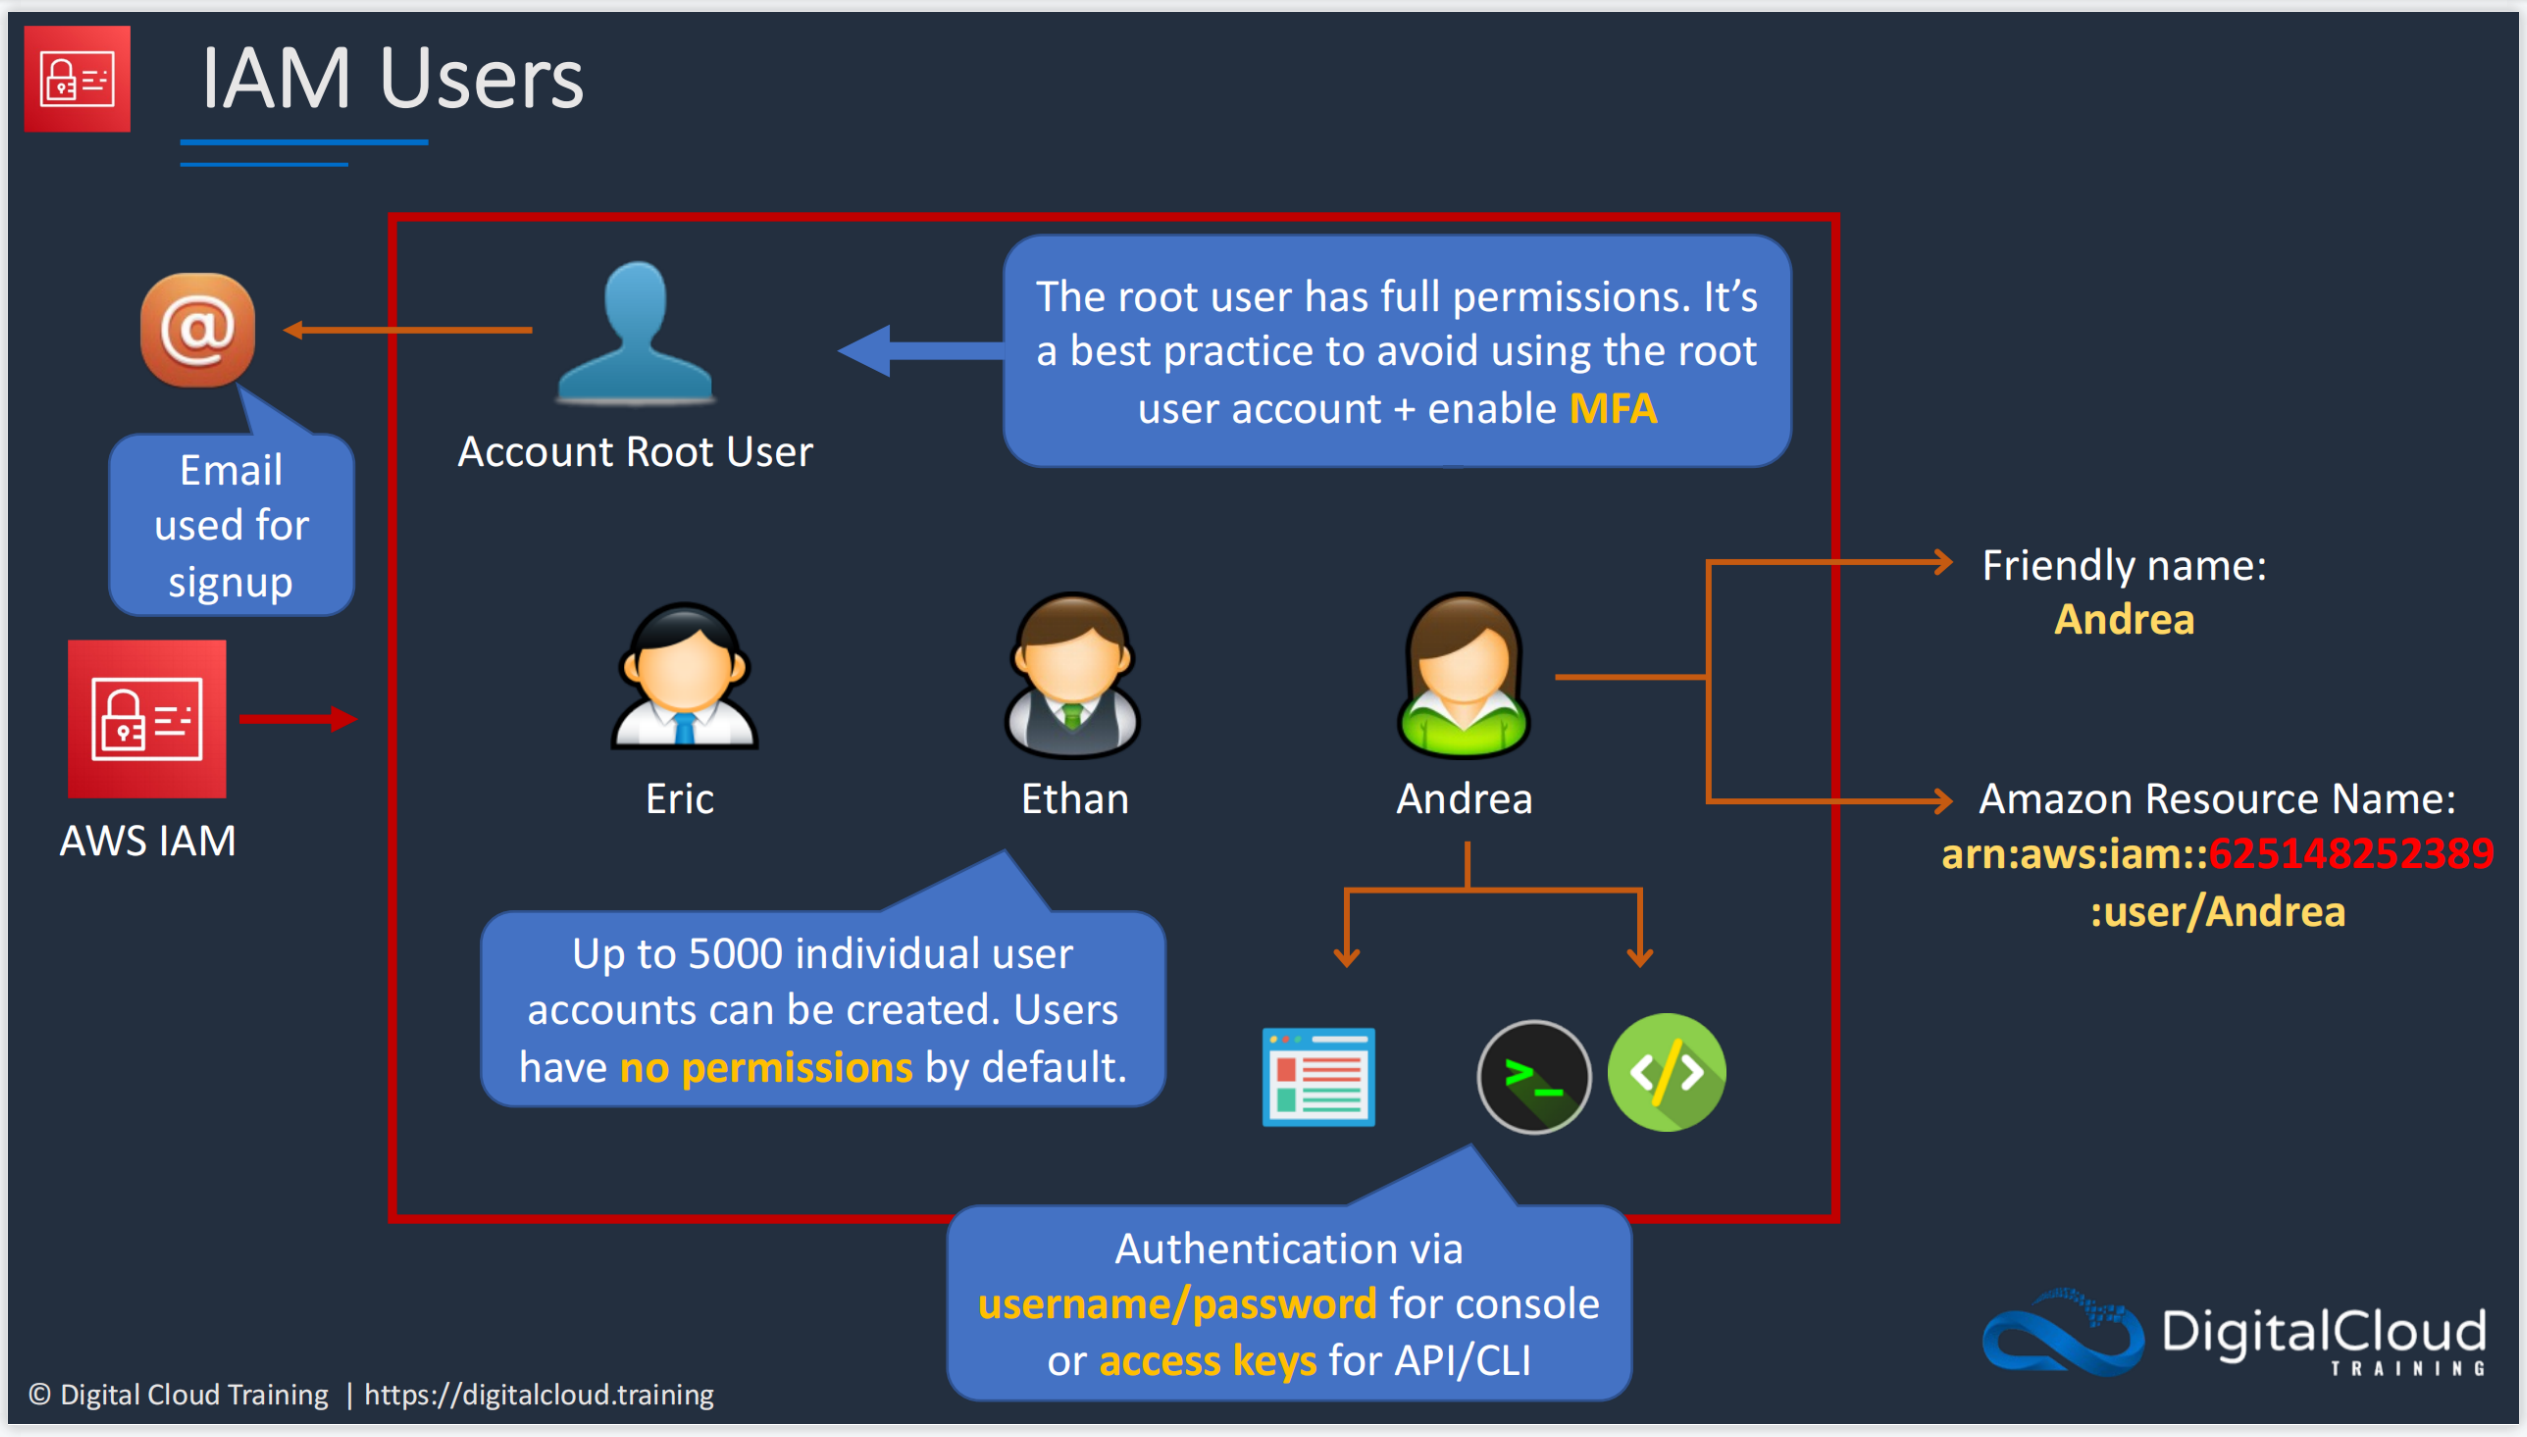 IAM Users
@
Email
used for
signup
Account Root User
The root user has full permissions. It’s
a best practice to avoid using the root
user account + enable MFA
AWS IAM
Eric
Ethan
Andrea
Friendly name:
Andrea
Amazon Resource Name:
arn:aws:iam::625148252389
:user/Andrea
Up to 5000 individual user
accounts can be created. Users
have no permissions by default.
>_
</>
Authentication via
username/password for console
or access keys for API/CLI
© Digital Cloud Training | https://digitalcloud.training
DigitalCloud
TRAINING